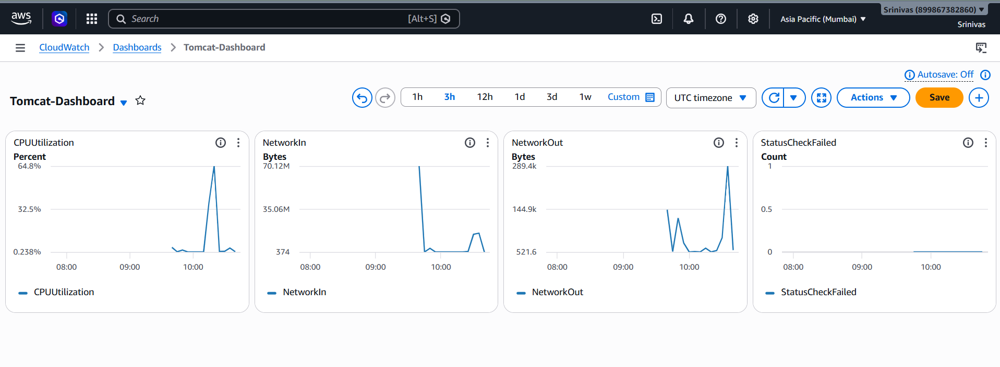 aws
Search [Alt+S]
Asia Pacific (Mumbai)
Srinivas (899867382860)
Srinivas
CloudWatch
Dashboards
Tomcat-Dashboard
Autosave: Off
Tomcat-Dashboard
1h 3h 12h 1d 3d 1w Custom
UTC timezone
Actions
Save
CPUUtilization
Percent
64.8%
32.5%
0.238%
08:00 09:00 10:00
CPUUtilization
NetworkIn
Bytes
70.12M
35.06M
374
08:00 09:00 10:00
NetworkIn
NetworkOut
Bytes
289.4k
144.9k
521.6
08:00 09:00 10:00
NetworkOut
StatusCheckFailed
Count
1
0.5
0
08:00 09:00 10:00
StatusCheckFailed